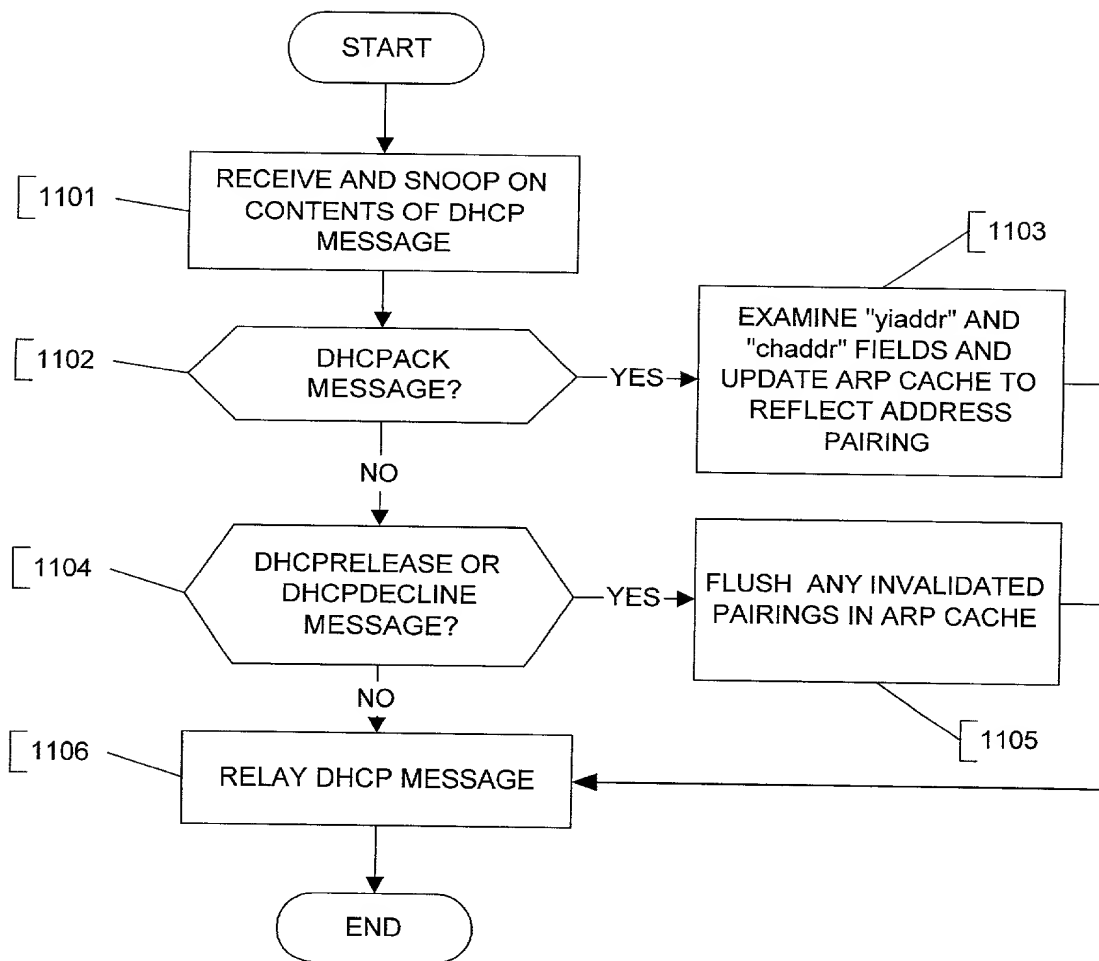 START
1101
RECEIVE AND SNOOP ON
CONTENTS OF DHCP
MESSAGE
1102
DHCPACK
MESSAGE?
YES
1103
EXAMINE "yiaddr" AND
"chaddr" FIELDS AND
UPDATE ARP CACHE TO
REFLECT ADDRESS
PAIRING
NO
1104
DHCPRELEASE OR
DHCPDECLINE
MESSAGE?
YES
FLUSH ANY INVALIDATED
PAIRINGS IN ARP CACHE
1105
NO
1106
RELAY DHCP MESSAGE
END